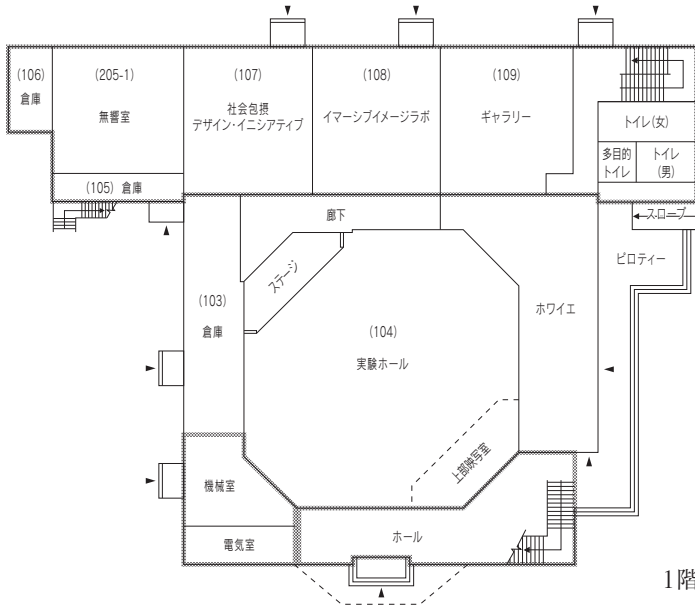 (106)
倉庫
(205-1)
無響室
(107)
社会包摂
デザイン・イニシアティブ
(108)
イマーシブイメージラボ
(109)
ギャラリー
トイレ(女)
多目的
トイレ
トイレ
(男)
(105) 倉庫
廊下
スロープ
ピロティー
ステージ
(103)
倉庫
(104)
実験ホール
ホワイエ
上部映写室
機械室
電気室
ホール
1階